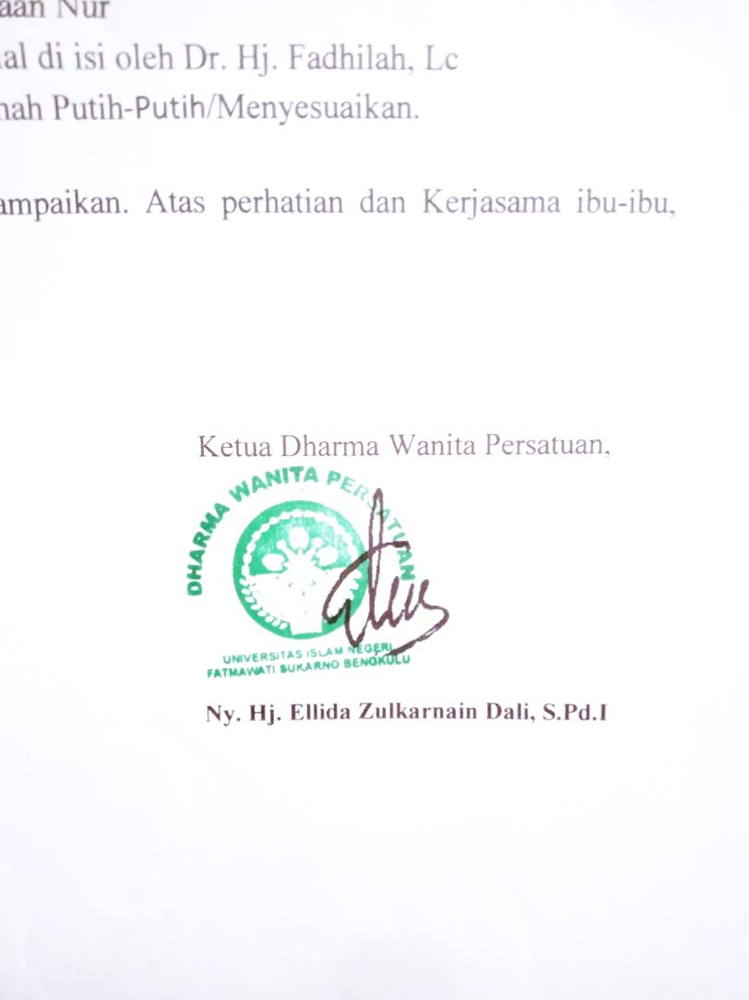 aan Nur
al di isi oleh Dr. Hj. Fadhilah, Lc
nah Putih-Putih/Menyesuaikan.
ampaikan. Atas perhatian dan Kerjasama ibu-ibu,
Ketua Dharma Wanita Persatuan,
DHARMA WANITA PERSATUAN
UNIVERSITAS ISLAM NEGERI
FATMAWATI SUKARNO BENGKULU
Ny. Hj. Ellida Zulkarnain Dali, S.Pd.I